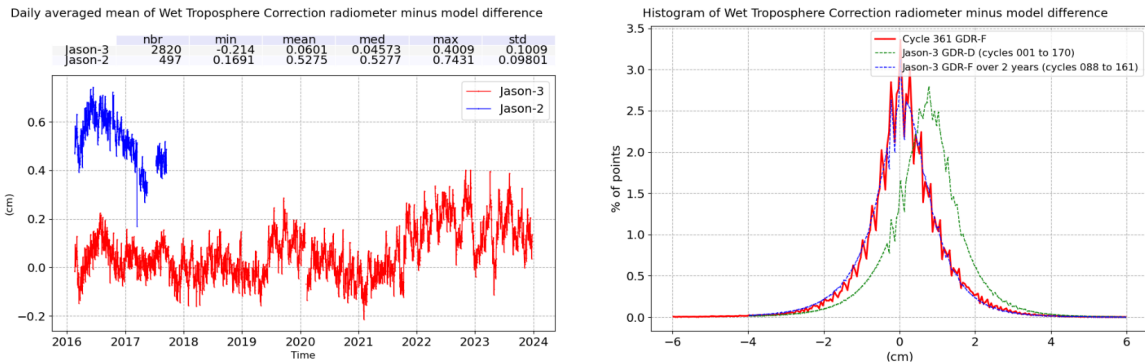 Daily averaged mean of Wet Troposphere Correction radiometer minus model difference
nbr min mean med max std
Jason-3 2820 -0.214 0.0601 0.04573 0.4009 0.1009
Jason-2 497 0.1691 0.5275 0.5277 0.7431 0.09801
Jason-3
Jason-2
(cm)
0.6
0.4
0.2
0.0
−0.2
2016 2017 2018 2019 2020 2021 2022 2023 2024
Time
Histogram of Wet Troposphere Correction radiometer minus model difference
Cycle 361 GDR-F
Jason-3 GDR-D (cycles 001 to 170)
Jason-3 GDR-F over 2 years (cycles 088 to 161)
% of points
3.5
3.0
2.5
2.0
1.5
1.0
0.5
0.0
−6 −4 −2 0 2 4 6
(cm)